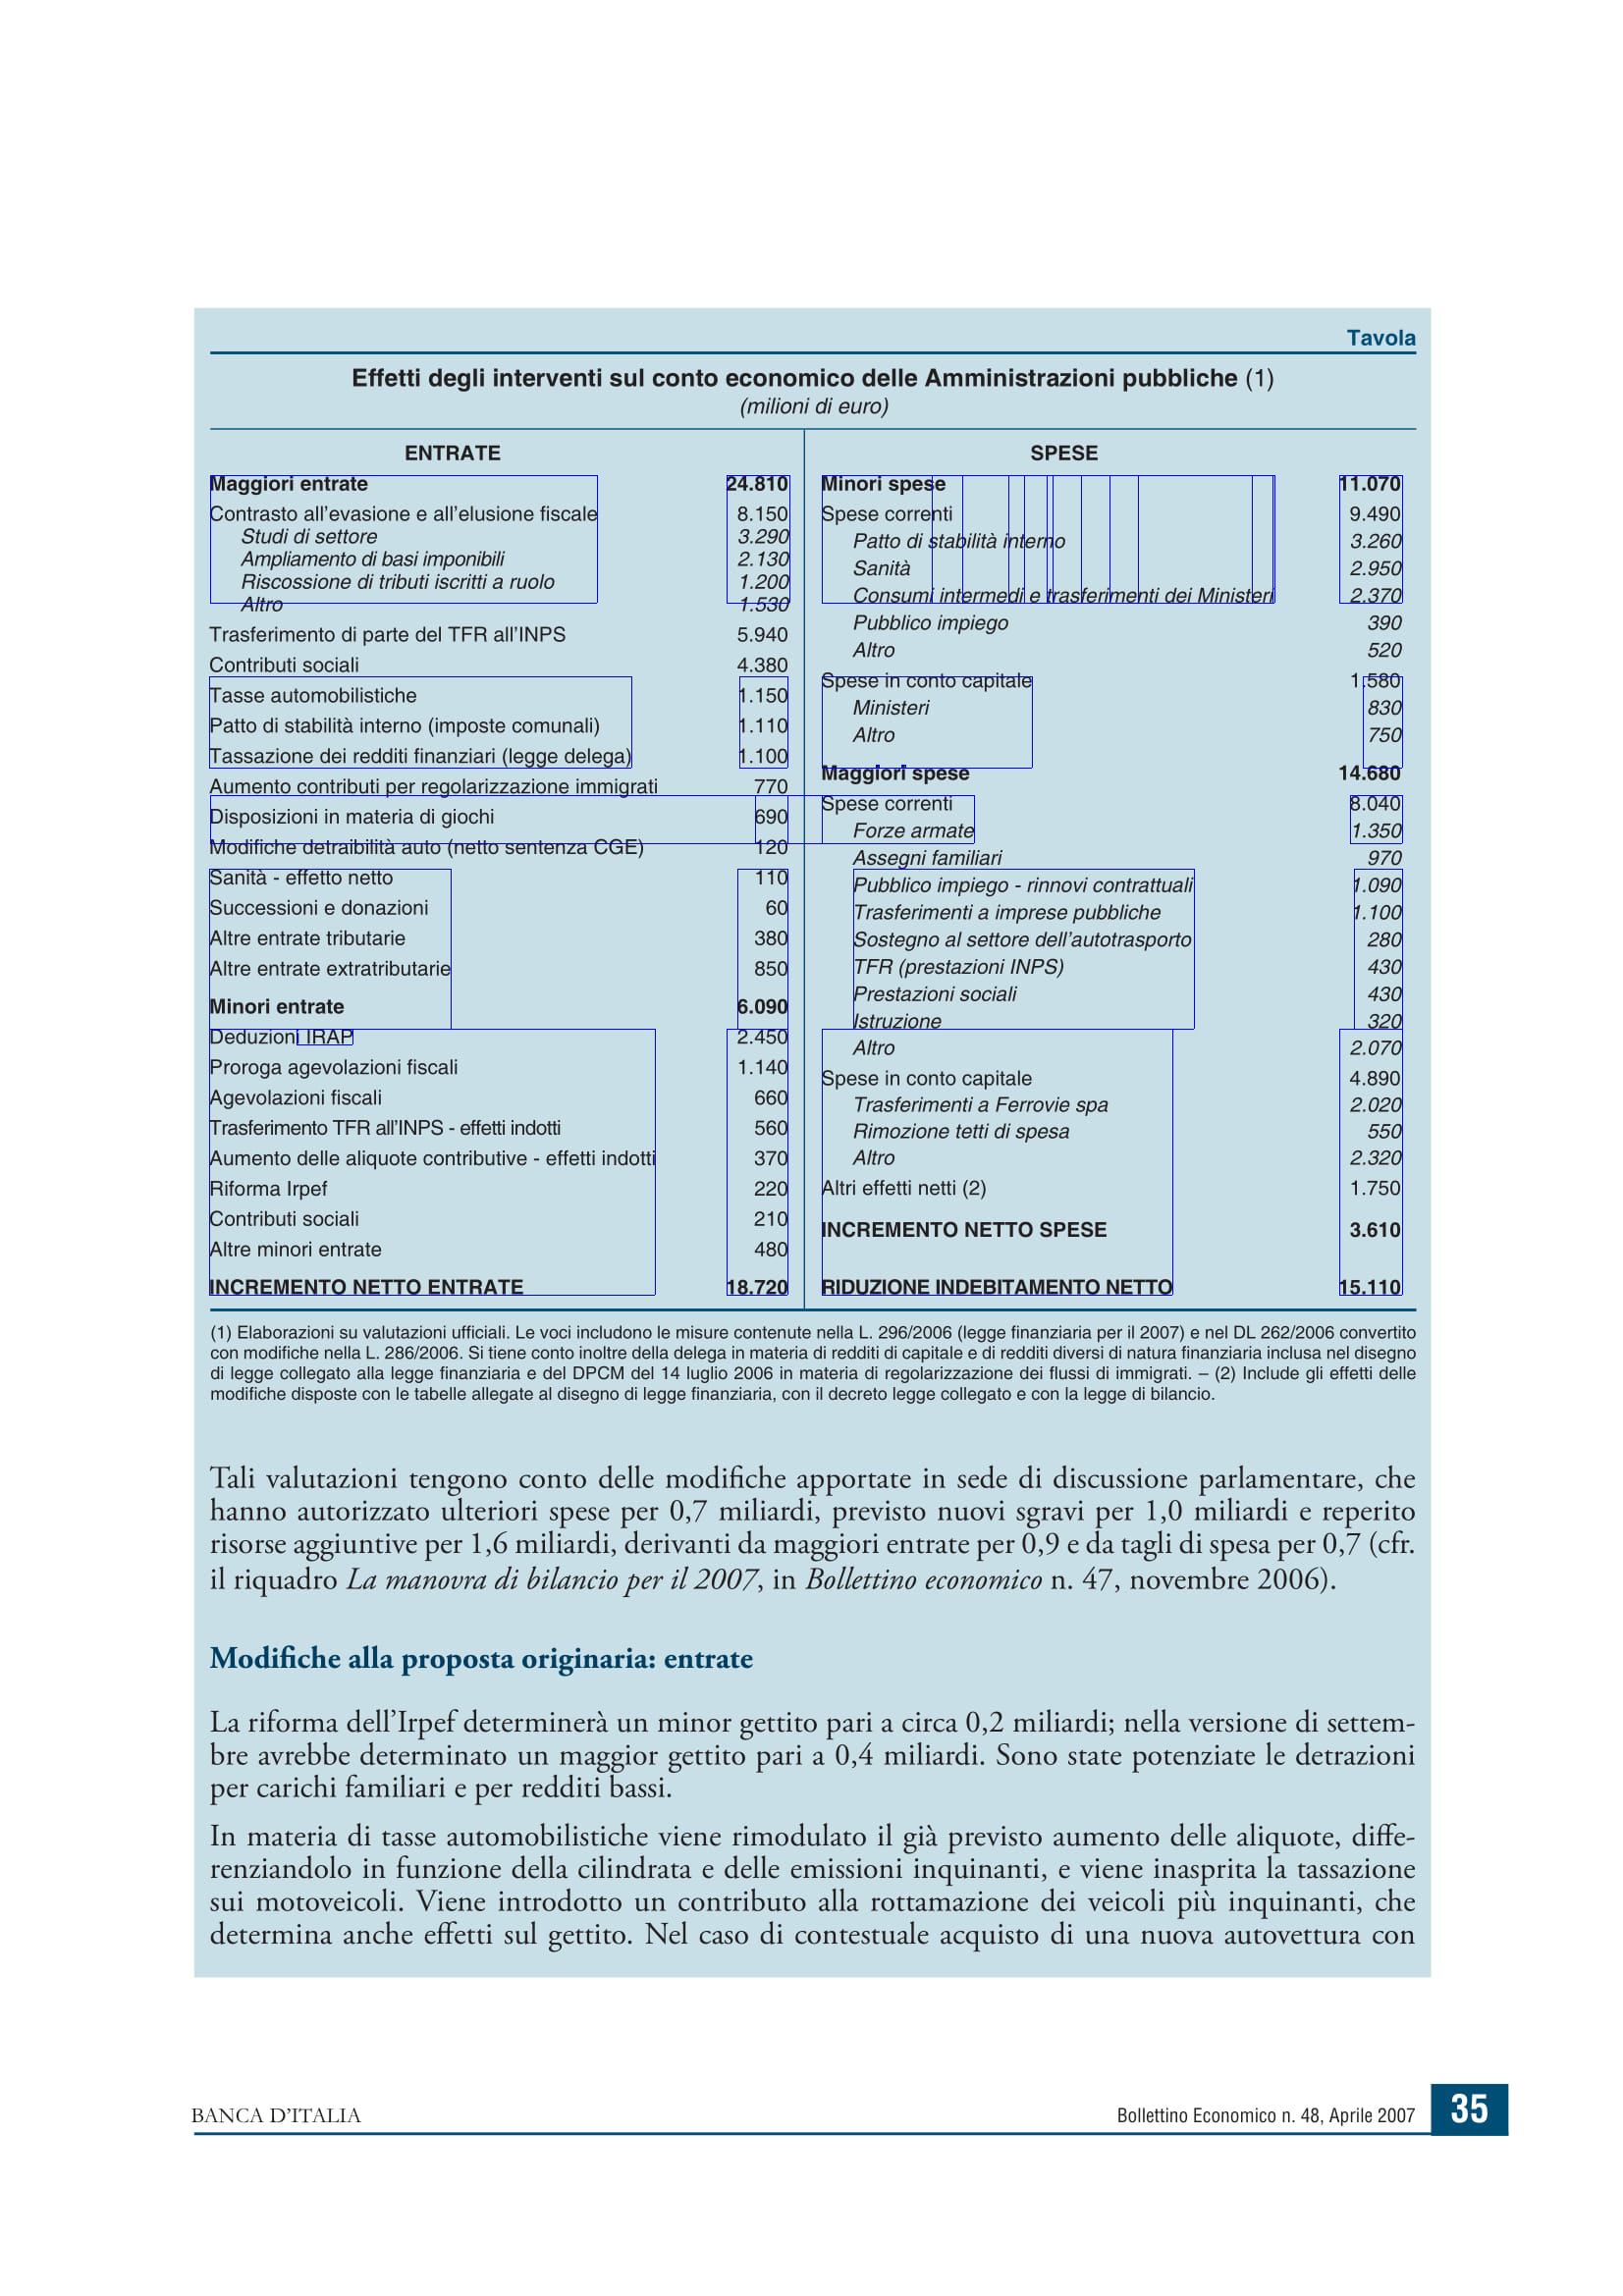 Tavola
Effetti degli interventi sul conto economico delle Amministrazioni pubbliche (1)
(milioni di euro)
ENTRATE
Maggiori entrate 24.810
Contrasto all'evasione e all'elusione fiscale 8.150
Studi di settore 3.290
Ampliamento di basi imponibili 2.130
Riscossione di tributi iscritti a ruolo 1.200
Altro 1.530
Trasferimento di parte del TFR all'INPS 5.940
Contributi sociali 4.380
Tasse automobilistiche 1.150
Patto di stabilità interno (imposte comunali) 1.110
Tassazione dei redditi finanziari (legge delega) 1.100
Aumento contributi per regolarizzazione immigrati 770
Disposizioni in materia di giochi 690
Modifiche detraibilità auto (netto sentenza CGE) 120
Sanità - effetto netto 110
Successioni e donazioni 60
Altre entrate tributarie 380
Altre entrate extratributarie 850
Minori entrate 6.090
Deduzioni IRAP 2.450
Proroga agevolazioni fiscali 1.140
Agevolazioni fiscali 660
Trasferimento TFR all'INPS - effetti indotti 560
Aumento delle aliquote contributive - effetti indotti 370
Riforma Irpef 220
Contributi sociali 210
Altre minori entrate 480
INCREMENTO NETTO ENTRATE 18.720
SPESE
Minori spese 11.070
Spese correnti 9.490
Patto di stabilità interno 3.260
Sanità 2.950
Consumi intermedi e trasferimenti dei Ministeri 2.370
Pubblico impiego 390
Altro 520
Spese in conto capitale 1.580
Ministeri 830
Altro 750
Maggiori spese 14.680
Spese correnti 8.040
Forze armate 1.350
Assegni familiari 970
Pubblico impiego - rinnovi contrattuali 1.090
Trasferimenti a imprese pubbliche 1.100
Sostegno al settore dell'autotrasporto 280
TFR (prestazioni INPS) 430
Prestazioni sociali 430
Istruzione 320
Altro 2.070
Spese in conto capitale 4.890
Trasferimenti a Ferrovie spa 2.020
Rimozione tetti di spesa 550
Altro 2.320
Altri effetti netti (2) 1.750
INCREMENTO NETTO SPESE 3.610
RIDUZIONE INDEBITAMENTO NETTO 15.110
(1) Elaborazioni su valutazioni ufficiali. Le voci includono le misure contenute nella L. 296/2006 (legge finanziaria per il 2007) e nel DL 262/2006 convertito
con modifiche nella L. 286/2006. Si tiene conto inoltre della delega in materia di redditi di capitale e di redditi diversi di natura finanziaria inclusa nel disegno
di legge collegato alla legge finanziaria e del DPCM del 14 luglio 2006 in materia di regolarizzazione dei flussi di immigrati. – (2) Include gli effetti delle
modifiche disposte con le tabelle allegate al disegno di legge finanziaria, con il decreto legge collegato e con la legge di bilancio.
Tali valutazioni tengono conto delle modifiche apportate in sede di discussione parlamentare, che
hanno autorizzato ulteriori spese per 0,7 miliardi, previsto nuovi sgravi per 1,0 miliardi e reperito
risorse aggiuntive per 1,6 miliardi, derivanti da maggiori entrate per 0,9 e da tagli di spesa per 0,7 (cfr.
il riquadro La manovra di bilancio per il 2007, in Bollettino economico n. 47, novembre 2006).
Modifiche alla proposta originaria: entrate
La riforma dell'Irpef determinerà un minor gettito pari a circa 0,2 miliardi; nella versione di settem-
bre avrebbe determinato un maggior gettito pari a 0,4 miliardi. Sono state potenziate le detrazioni
per carichi familiari e per redditi bassi.
In materia di tasse automobilistiche viene rimodulato il già previsto aumento delle aliquote, diffe-
renziandolo in funzione della cilindrata e delle emissioni inquinanti, e viene inasprita la tassazione
sui motoveicoli. Viene introdotto un contributo alla rottamazione dei veicoli più inquinanti, che
determina anche effetti sul gettito. Nel caso di contestuale acquisto di una nuova autovettura con
BANCA D'ITALIA
Bollettino Economico n. 48, Aprile 2007 35